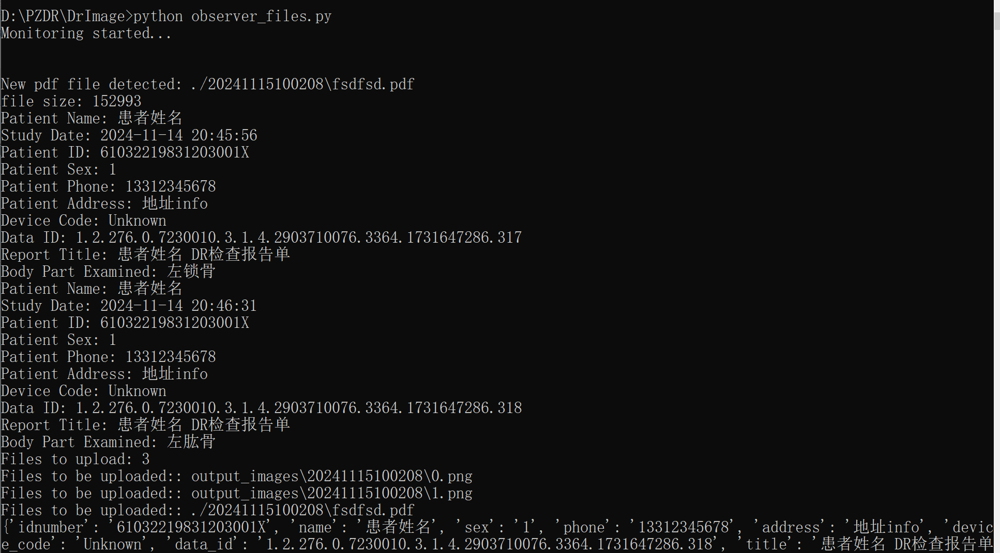 D:\PZDR\DrImage>python observer_files.py
Monitoring started...
New pdf file detected: ./20241115100208\fsdfsd.pdf
file size: 152993
Patient Name: 患者姓名
Study Date: 2024-11-14 20:45:56
Patient ID: 61032219831203001X
Patient Sex: 1
Patient Phone: 13312345678
Patient Address: 地址info
Device Code: Unknown
Data ID: 1.2.276.0.7230010.3.1.4.2903710076.3364.1731647286.317
Report Title: 患者姓名 DR检查报告单
Body Part Examined: 左锁骨
Patient Name: 患者姓名
Study Date: 2024-11-14 20:46:31
Patient ID: 61032219831203001X
Patient Sex: 1
Patient Phone: 13312345678
Patient Address: 地址info
Device Code: Unknown
Data ID: 1.2.276.0.7230010.3.1.4.2903710076.3364.1731647286.318
Report Title: 患者姓名 DR检查报告单
Body Part Examined: 左肱骨
Files to upload: 3
Files to be uploaded:: output_images\20241115100208\0.png
Files to be uploaded:: output_images\20241115100208\1.png
Files to be uploaded:: ./20241115100208\fsdfsd.pdf
{'idnumber': '61032219831203001X', 'name': '患者姓名', 'sex': '1', 'phone': '13312345678', 'address': '地址info', 'devic
e_code': 'Unknown', 'data_id': '1.2.276.0.7230010.3.1.4.2903710076.3364.1731647286.318', 'title': '患者姓名 DR检查报告单